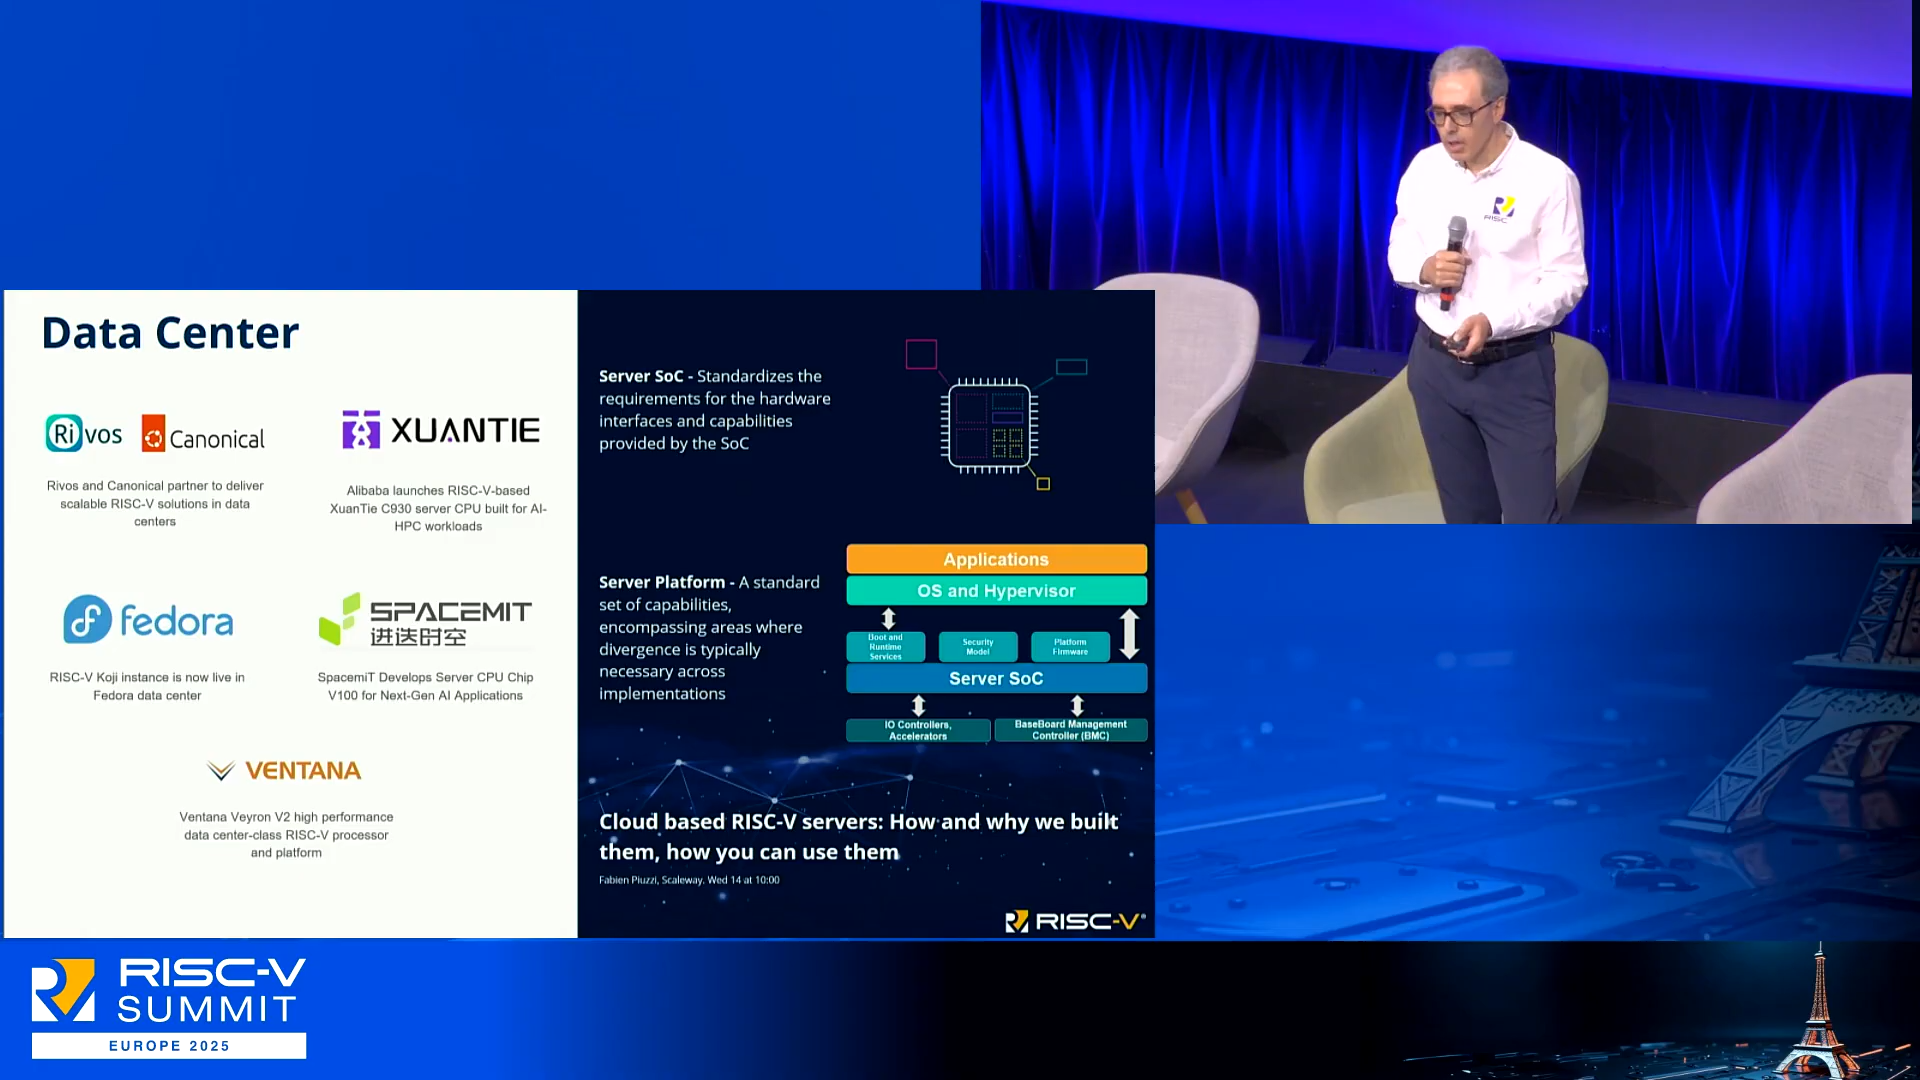 RISC
Data Center
Rivos
Canonical
Rivos and Canonical partner to deliver
scalable RISC-V solutions in data
centers
XUANTIE
Alibaba launches RISC-V-based
XuanTie C930 server CPU built for AI-
HPC workloads
fedora
RISC-V Koji instance is now live in
Fedora data center
SPACEMIT
进迭时空
SpacemiT Develops Server CPU Chip
V100 for Next-Gen AI Applications
VENTANA
Ventana Veyron V2 high performance
data center-class RISC-V processor
and platform
Server SoC - Standardizes the
requirements for the hardware
interfaces and capabilities
provided by the SoC
Server Platform - A standard
set of capabilities,
encompassing areas where
divergence is typically
necessary across
implementations
Applications
OS and Hypervisor
Boot and
Runtime
Services
Security
Model
Platform
Firmware
Server SoC
IO Controllers,
Accelerators
BaseBoard Management
Controller (BMC)
Cloud based RISC-V servers: How and why we built
them, how you can use them
Fabien Piuzzi, Scaleway, Wed 14 at 10:00
RISC-V®
RISC-V
SUMMIT
EUROPE 2025